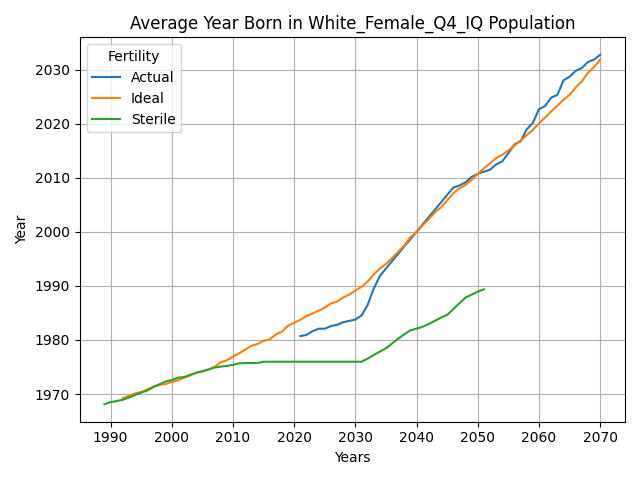 Average Year Born in White_Female_Q4_IQ Population
Fertility
Actual
Ideal
Sterile
Year
2030
2020
2010
2000
1990
1980
1970
1990 2000 2010 2020 2030 2040 2050 2060 2070
Years